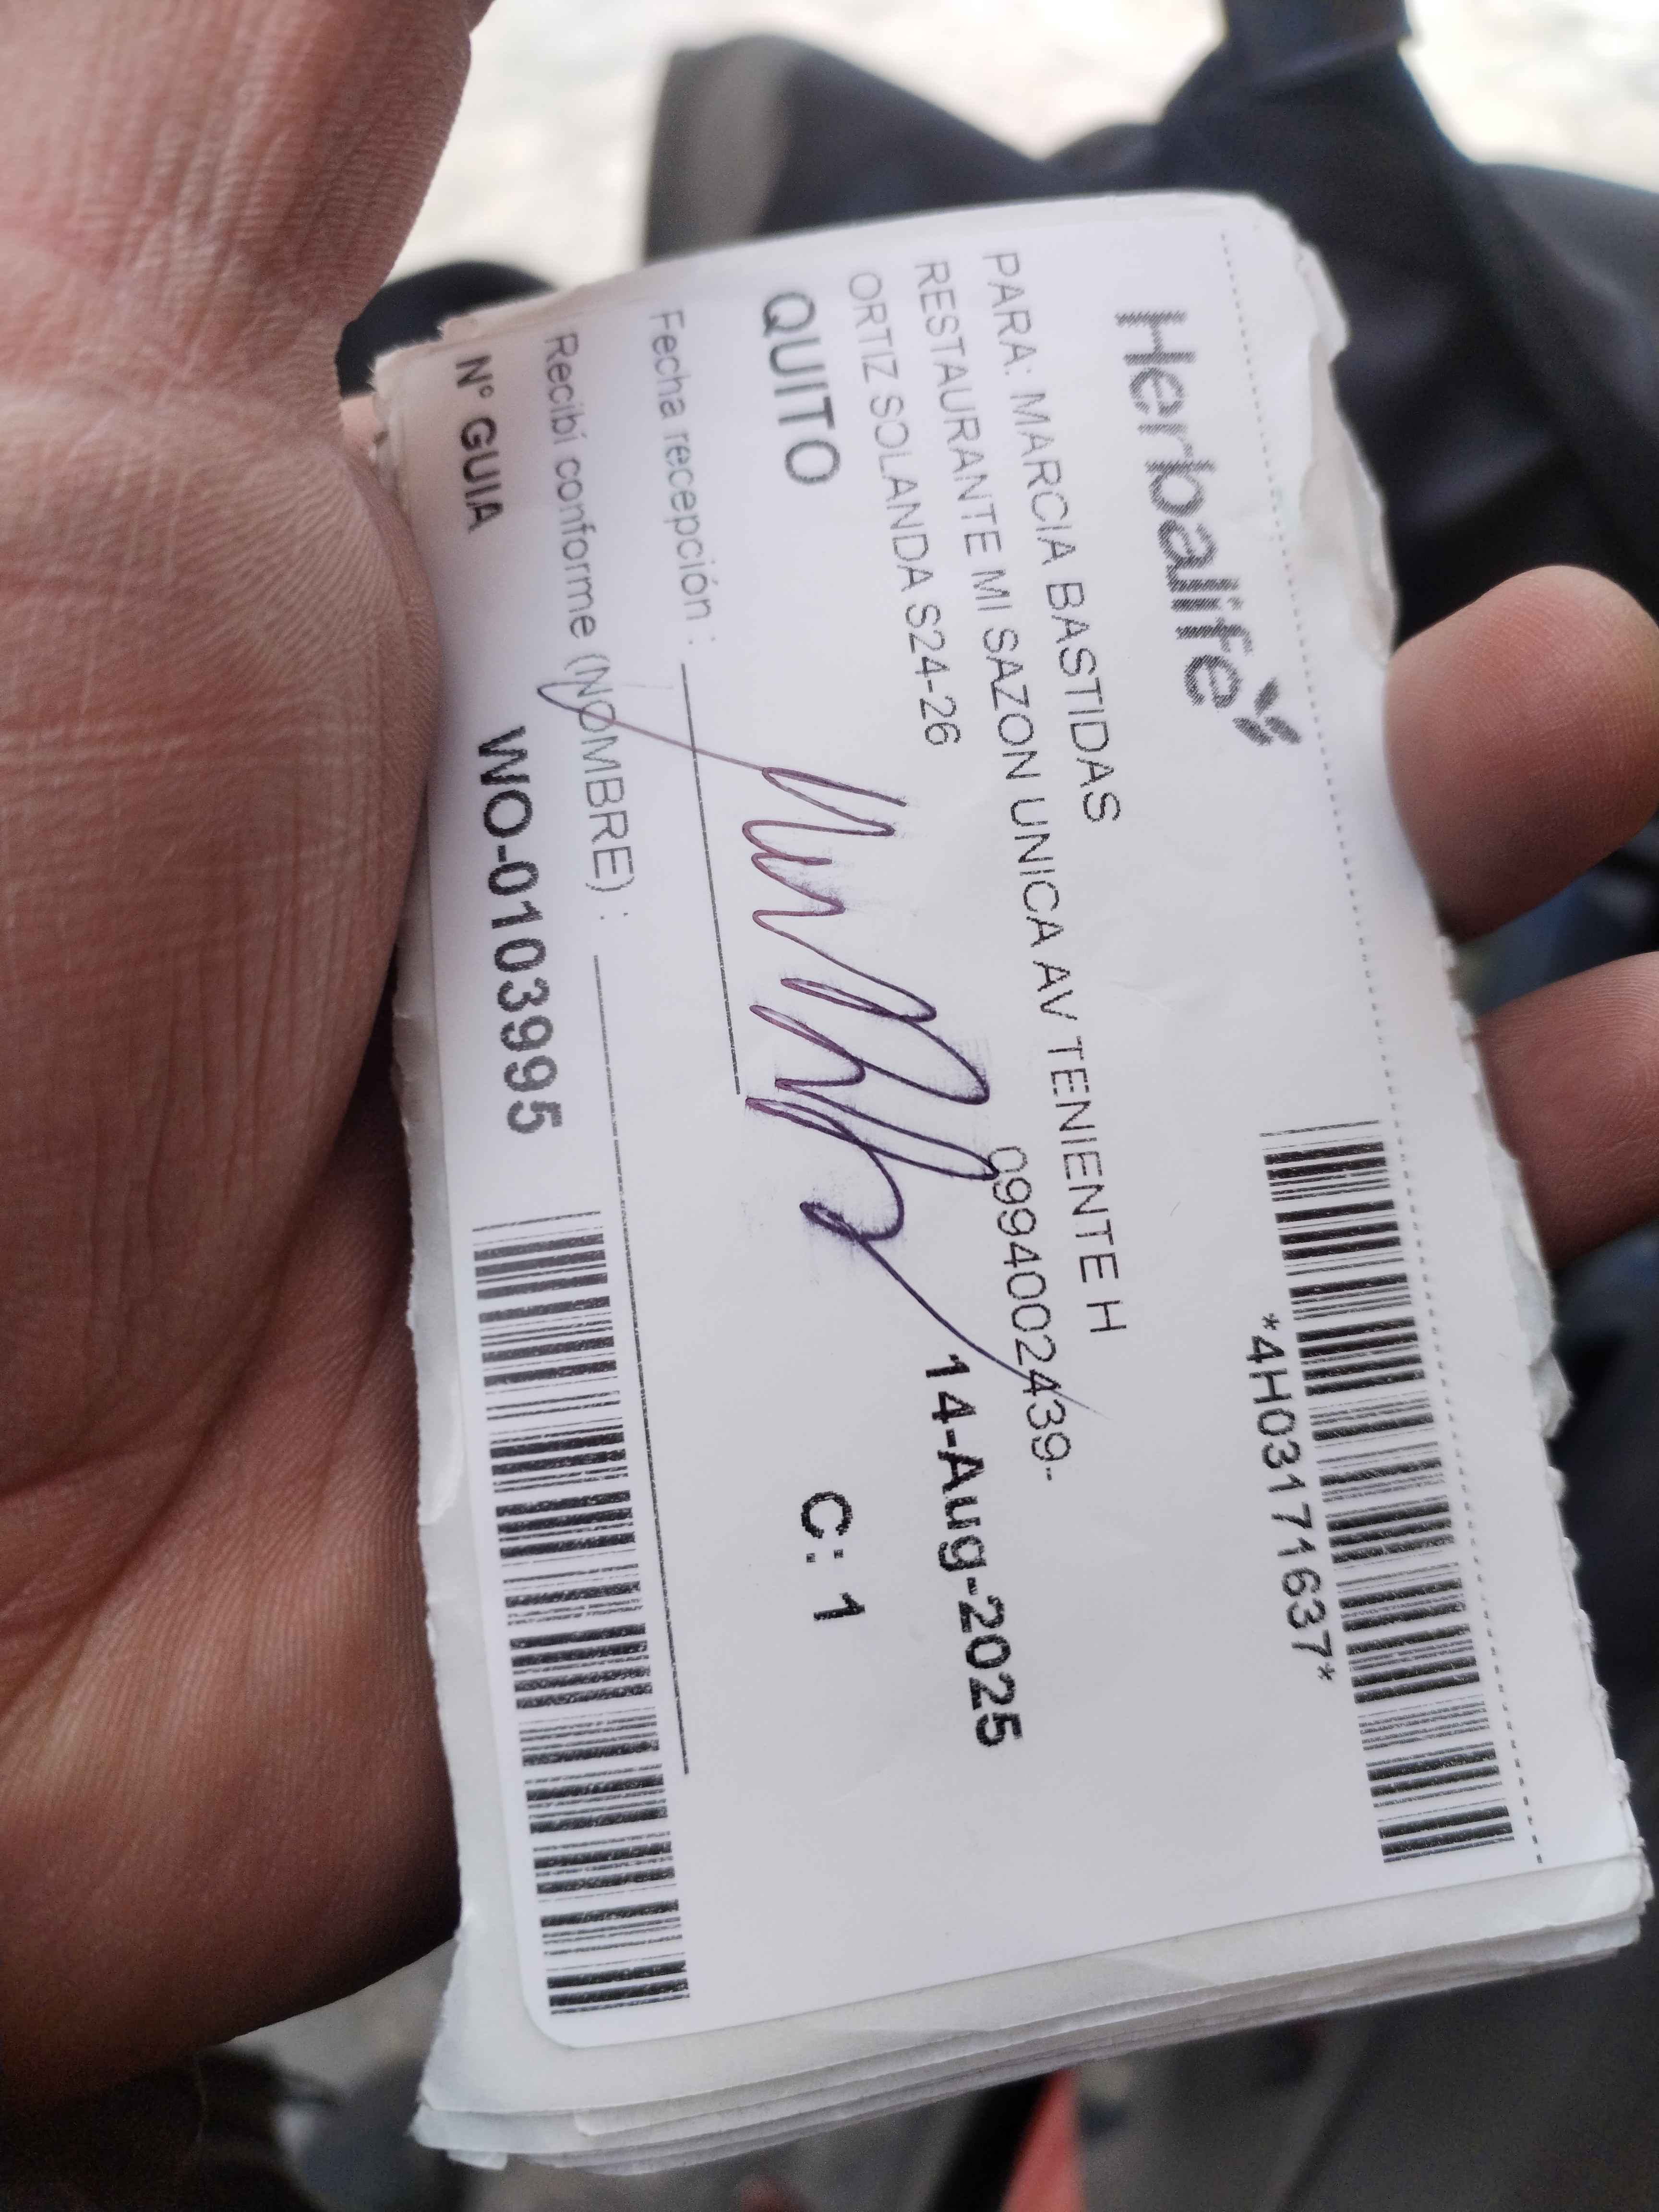 Herbalife
*4H03171637*
PARA: MARCIA BASTIDAS
RESTAURANTE MI SAZON UNICA AV TENIENTE H
ORTIZ SOLANDA S24-26
0994002439-
14-Aug-2025
QUITO
C: 1
Fecha recepción :
Recibí conforme (NOMBRE) :
N° GUIA
WO-0103995